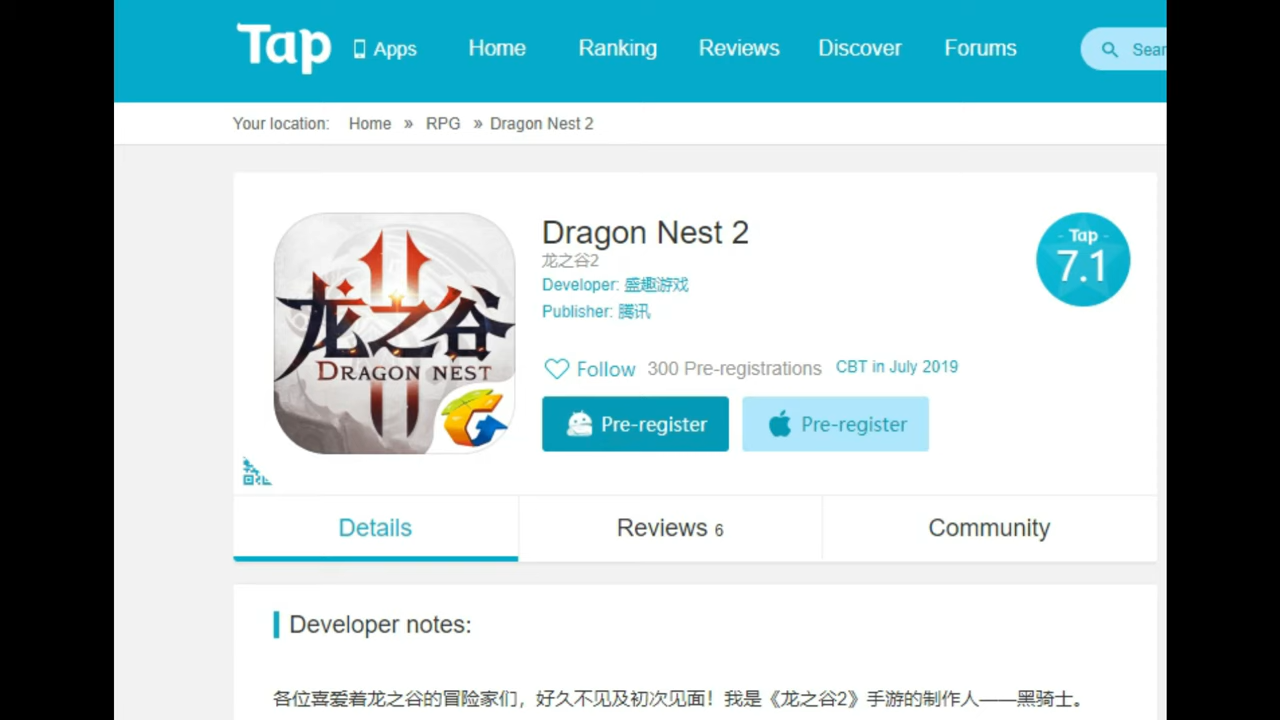 Tap Apps Home Ranking Reviews Discover Forums Sear
Your location: Home » RPG » Dragon Nest 2
龙之谷
DRAGON NEST
Dragon Nest 2
龙之谷2
Developer: 盛趣游戏
Publisher: 腾讯
- Tap -
7.1
Follow 300 Pre-registrations CBT in July 2019
Pre-register Pre-register
Details Reviews 6 Community
Developer notes:
各位喜爱着龙之谷的冒险家们，好久不见及初次见面！我是《龙之谷2》手游的制作人——黑骑士。